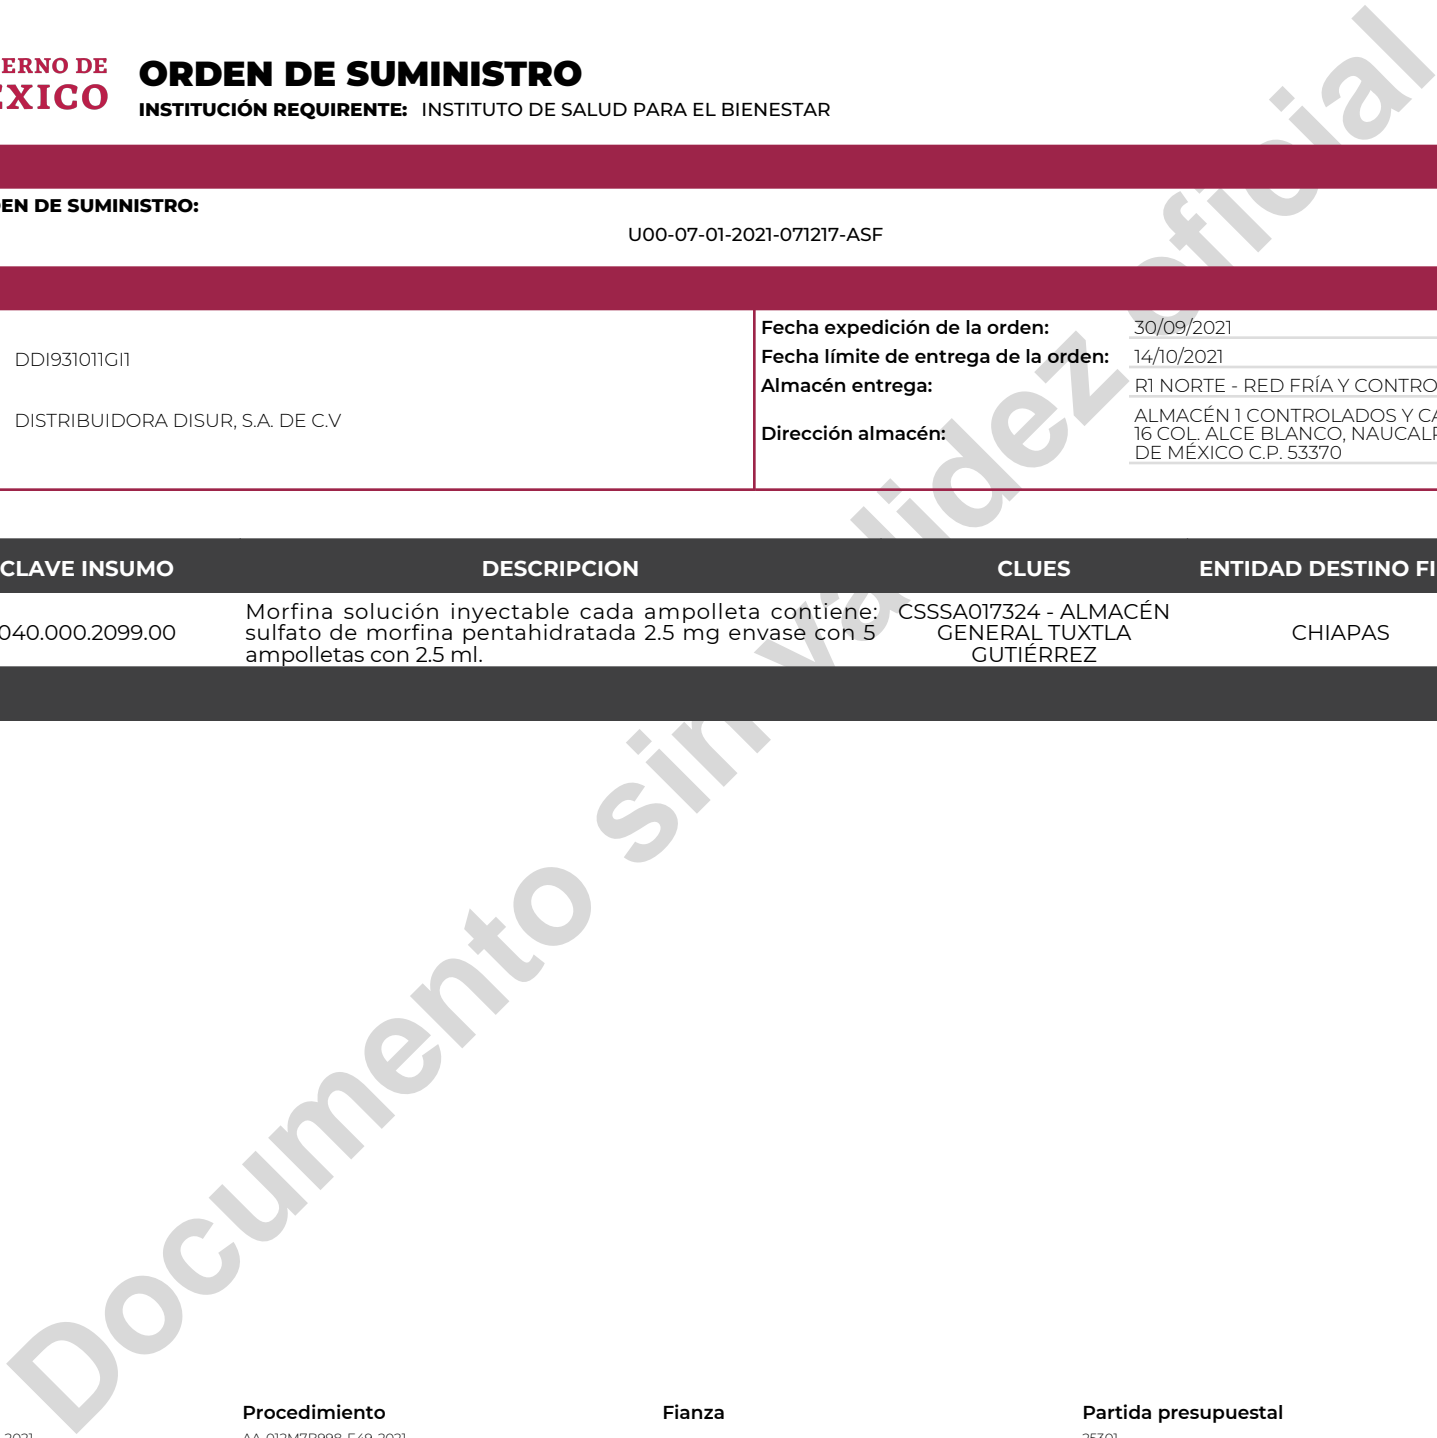 ERNO DE
ÉXICO
ORDEN DE SUMINISTRO
INSTITUCIÓN REQUIRENTE: INSTITUTO DE SALUD PARA EL BIENESTAR
EN DE SUMINISTRO:
U00-07-01-2021-071217-ASF
DDI931011GI1
DISTRIBUIDORA DISUR, S.A. DE C.V
Fecha expedición de la orden: 30/09/2021
Fecha límite de entrega de la orden: 14/10/2021
Almacén entrega: R1 NORTE - RED FRÍA Y CONTRO
Dirección almacén: ALMACÉN 1 CONTROLADOS Y CA
16 COL. ALCE BLANCO, NAUCALP
DE MÉXICO C.P. 53370
CLAVE INSUMO DESCRIPCION CLUES ENTIDAD DESTINO FI
040.000.2099.00
Morfina solución inyectable cada ampolleta contiene:
sulfato de morfina pentahidratada 2.5 mg envase con 5
ampolletas con 2.5 ml.
CSSSA017324 - ALMACÉN
GENERAL TUXTLA
GUTIÉRREZ
CHIAPAS
Documento sin validez oficial
Procedimiento Fianza Partida presupuestal